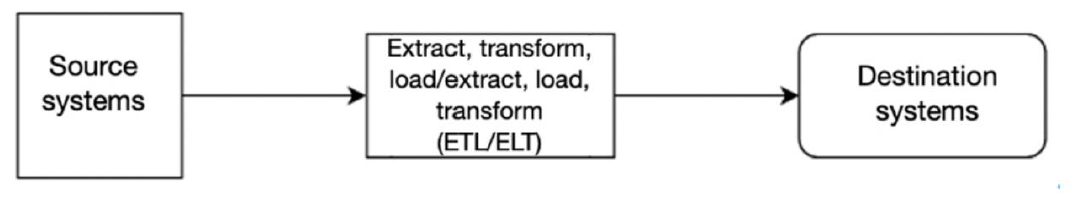 Source
systems
Extract, transform,
load/extract, load,
transform
(ETL/ELT)
Destination
systems